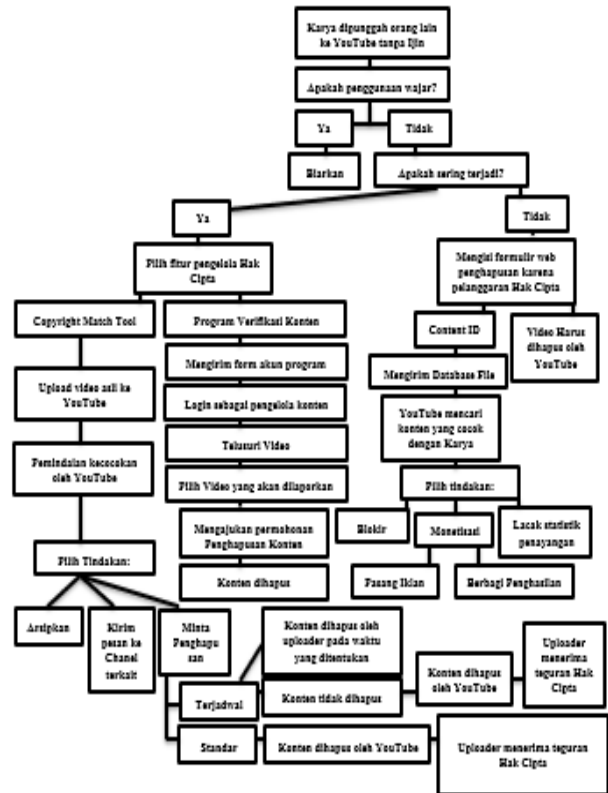 Karya diunggah orang lain
ke YouTube tanpa Ijin
Apakah penggunaan wajar?
Ya
Tidak
Biarkan
Apakah sering terjadi?
Ya
Tidak
Pilih fitur pengelola Hak
Cipta
Mengisi formulir web
penghapusan karena
pelanggaran Hak Cipta
Copyright Match Tool
Program Verifikasi Konten
Content ID
Video Harus
dihapus oleh
YouTube
Mengirim form akun program
Mengirim Database File
Upload video asli ke
YouTube
Login sebagai pengelola konten
YouTube mencari
konten yang cocok
dengan Karya
Telusuri Video
Pemindaian kecocokan
oleh YouTube
Pilih Video yang akan dilaporkan
Pilih tindakan:
Mengajukan permohonan
Penghapusan Konten
Blokir
Monetisasi
Lacak statistik
penayangan
Pilih Tindakan:
Konten dihapus
Pasang Iklan
Berbagi Penghasilan
Arsipkan
Kirim
pesan ke
Chanel
terkait
Minta
Penghapu
san
Konten dihapus oleh
uploader pada waktu
yang ditentukan
Terjadwal
Konten tidak dihapus
Konten dihapus
oleh YouTube
Uploader
menerima
teguran Hak
Cipta
Standar
Konten dihapus oleh YouTube
Uploader menerima teguran
Hak Cipta